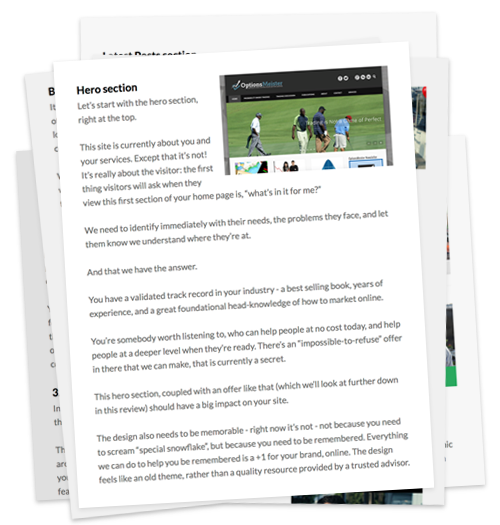 Latest Posts section
Hero section
Let's start with the hero section,
right at the top.
This site is currently about you and
your services. Except that it's not!
It's really about the visitor: the first
thing visitors will ask when they
view this first section of your home page is, "what's in it for me?"
We need to identify immediately with their needs, the problems they face, and let
them know we understand where they're at.
And that we have the answer.
You have a validated track record in your industry - a best selling book, years of
experience, and a great foundational head-knowledge of how to market online.
You're somebody worth listening to, who can help people at no cost today, and help
people at a deeper level when they're ready. There's an "impossible-to-refuse" offer
in there that we can make, that is currently a secret.
This hero section, coupled with an offer like that (which we'll look at further down
in this review) should have a big impact on your site.
The design also needs to be memorable - right now it's not - not because you need
to scream "special snowflake", but because you need to be remembered. Everything
we can do to help you be remembered is a +1 for your brand, online. The design
feels like an old theme, rather than a quality resource provided by a trusted advisor.
OptionsMeister